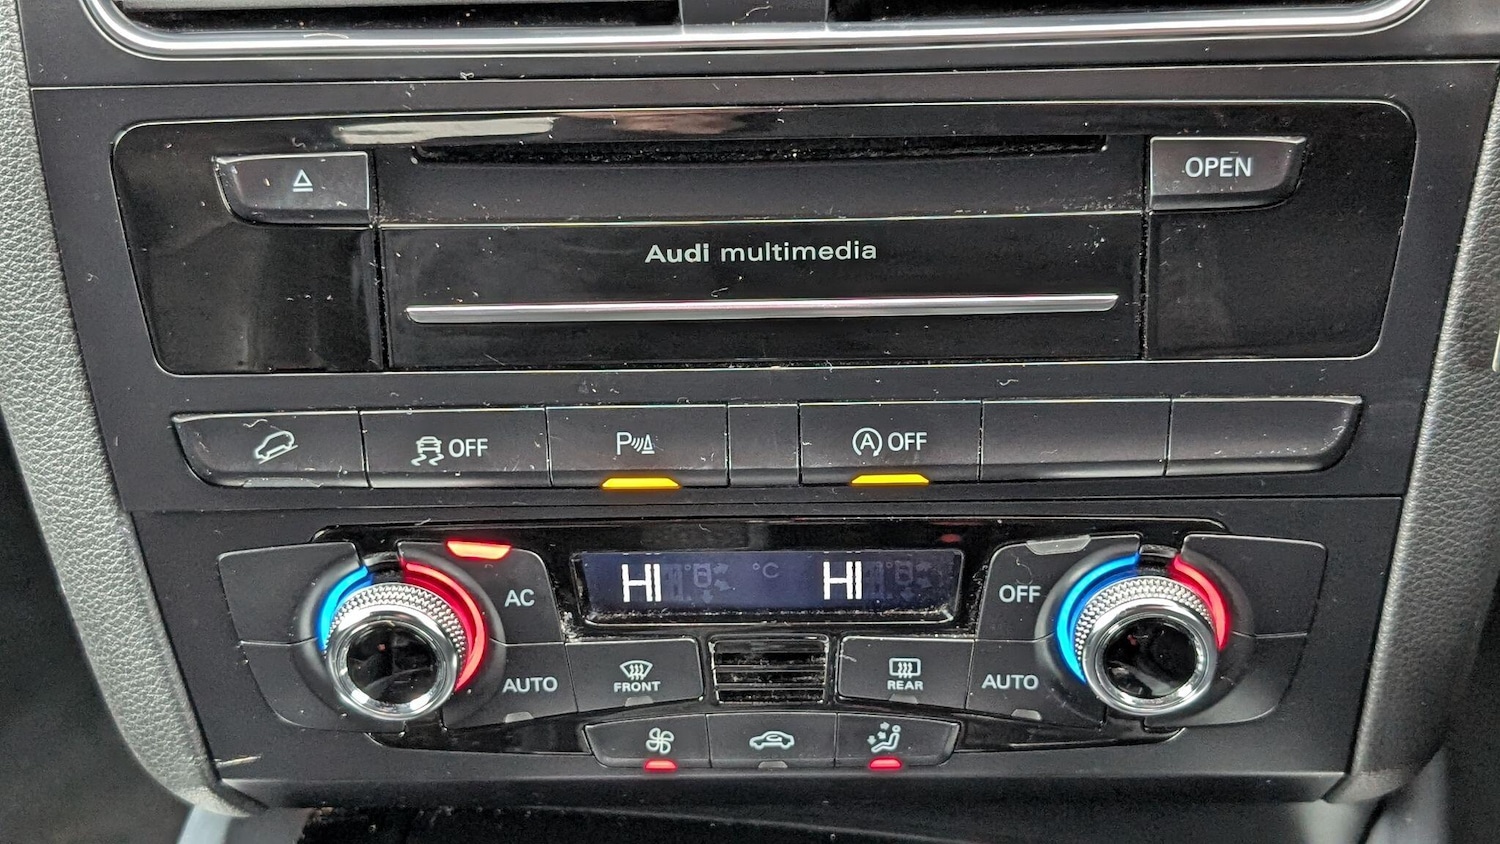 OPEN
Audi multimedia
OFF
P
A OFF
AC
HI
°C
HI
OFF
AUTO
FRONT
REAR
AUTO